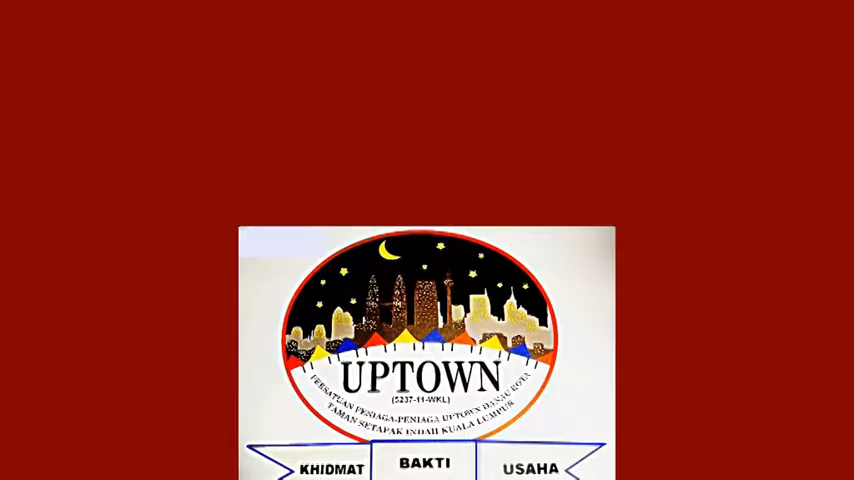 UPTOWN
(5237-11-WKL)
PERSATUAN PENIAGA-PENIAGA UPTOWN DANAU KOTA
TAMAN SETAPAK INDAH KUALA LUMPUR
KHIDMAT BAKTI USAHA